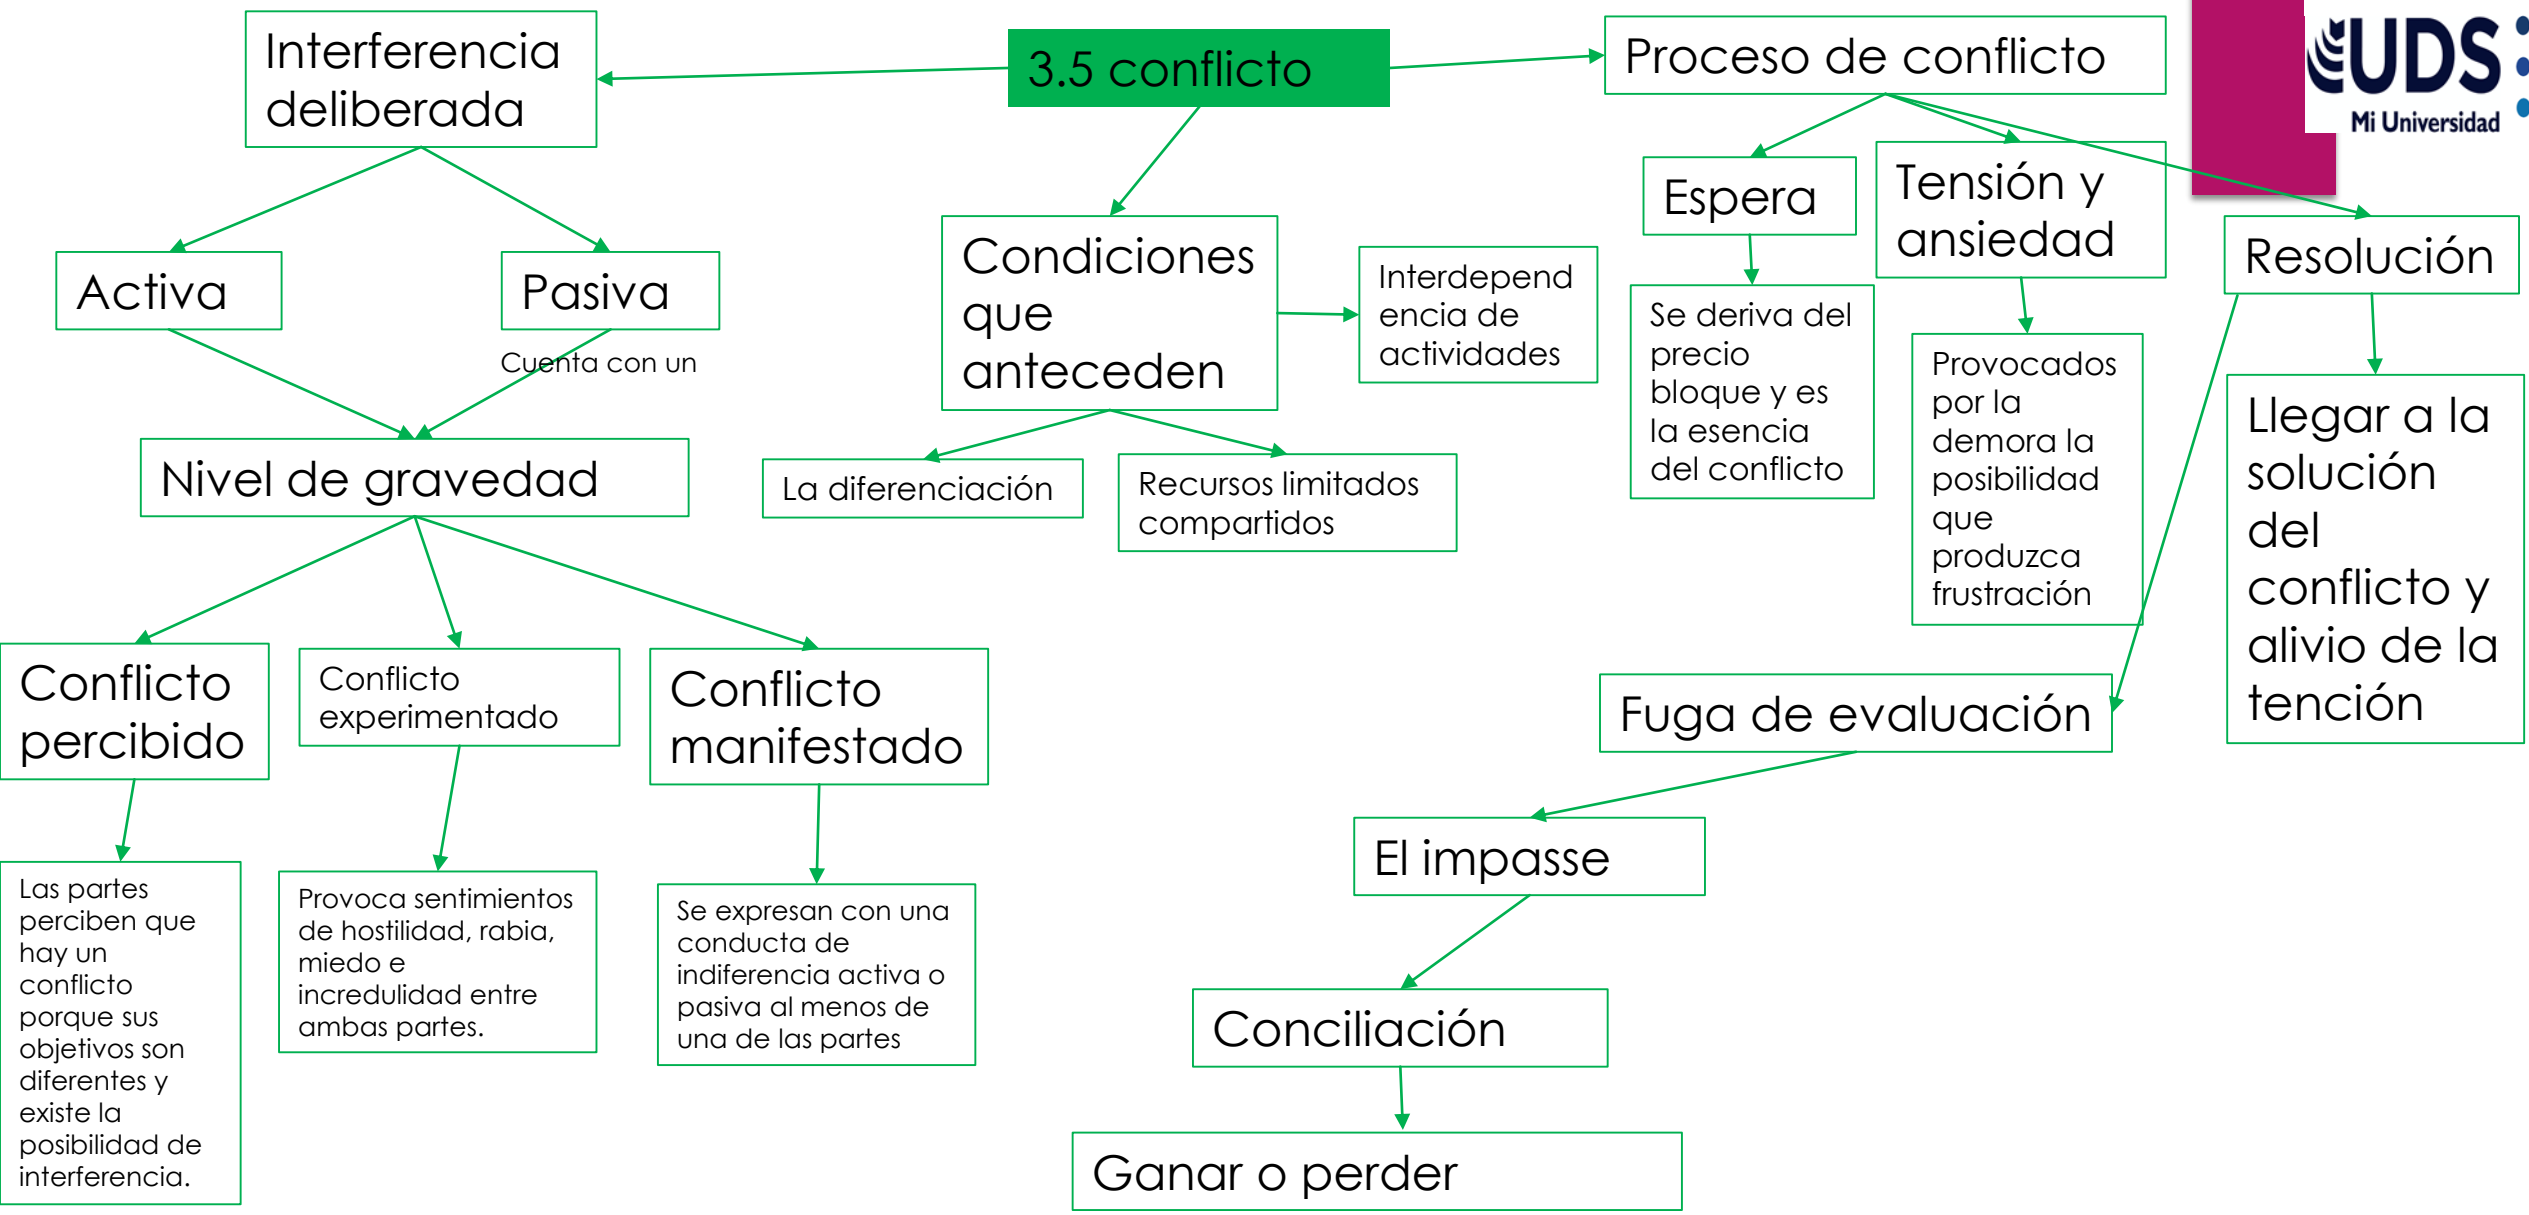 3.5 conflicto
Interferencia
deliberada
Activa
Pasiva
Cuenta con un
Nivel de gravedad
Conflicto
percibido
Las partes
perciben que
hay un
conflicto
porque sus
objetivos son
diferentes y
existe la
posibilidad de
interferencia.
Conflicto
experimentado
Provoca sentimientos
de hostilidad, rabia,
miedo e
incredulidad entre
ambas partes.
Conflicto
manifestado
Se expresan con una
conducta de
indiferencia activa o
pasiva al menos de
una de las partes
Condiciones
que
anteceden
Interdepend
encia de
actividades
La diferenciación
Recursos limitados
compartidos
Proceso de conflicto
Espera
Se deriva del
precio
bloque y es
la esencia
del conflicto
Tensión y
ansiedad
Provocados
por la
demora la
posibilidad
que
produzca
frustración
Resolución
Llegar a la
solución
del
conflicto y
alivio de la
tención
Fuga de evaluación
El impasse
Conciliación
Ganar o perder
UDS
Mi Universidad